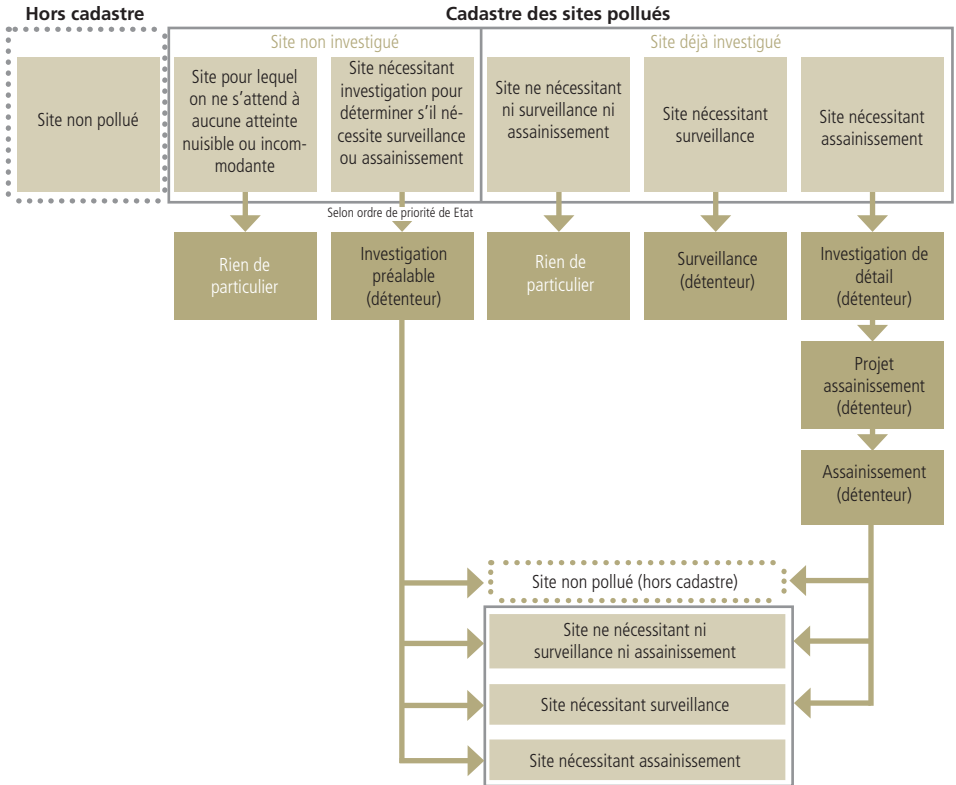 Hors cadastre
Cadastre des sites pollués
Site non investigué
Site déjà investigué
Site non pollué
Site pour lequel
on ne s'attend à
aucune atteinte
nuisible ou incom-
modante
Site nécessitant
investigation pour
déterminer s'il né-
cessite surveillance
ou assainissement
Site ne nécessitant
ni surveillance ni
assainissement
Site nécessitant
surveillance
Site nécessitant
assainissement
Selon ordre de priorité de Etat
Rien de
particulier
Investigation
préalable
(détenteur)
Rien de
particulier
Surveillance
(détenteur)
Investigation de
détail
(détenteur)
Projet
assainissement
(détenteur)
Assainissement
(détenteur)
Site non pollué (hors cadastre)
Site ne nécessitant ni
surveillance ni assainissement
Site nécessitant surveillance
Site nécessitant assainissement